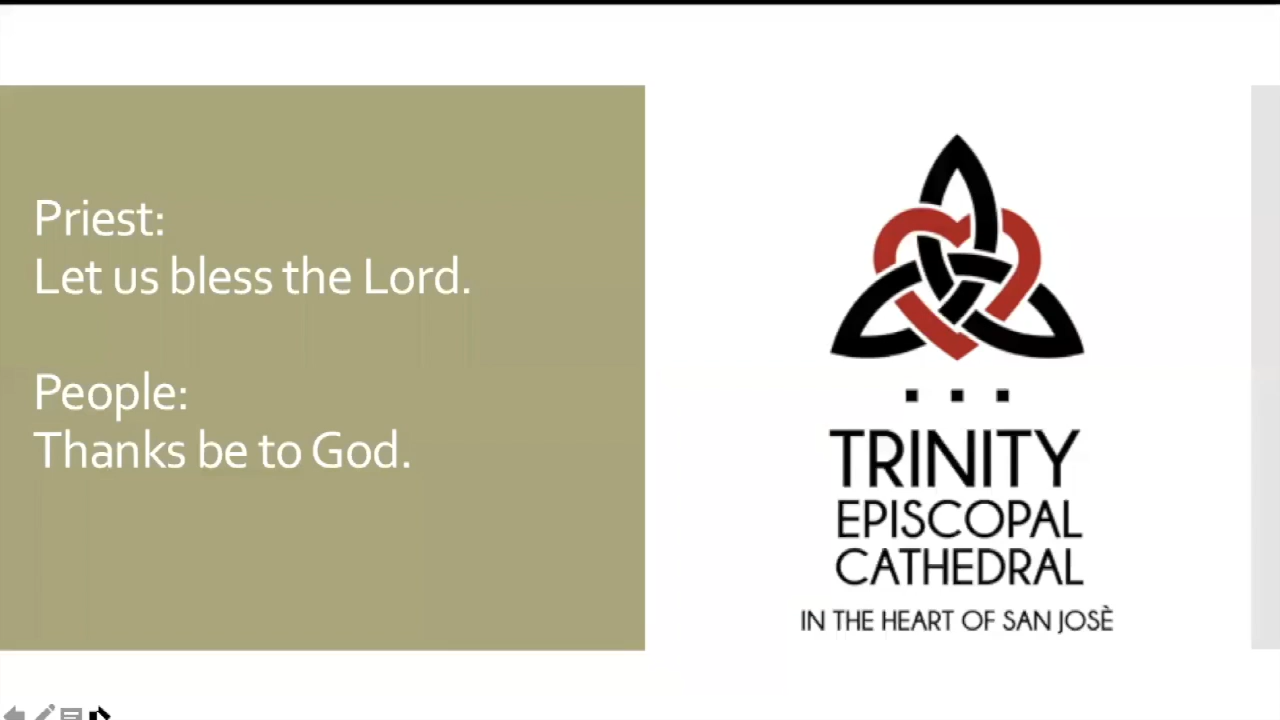 Priest:
Let us bless the Lord.
People:
Thanks be to God.
TRINITY
EPISCOPAL
CATHEDRAL
IN THE HEART OF SAN JOSÈ